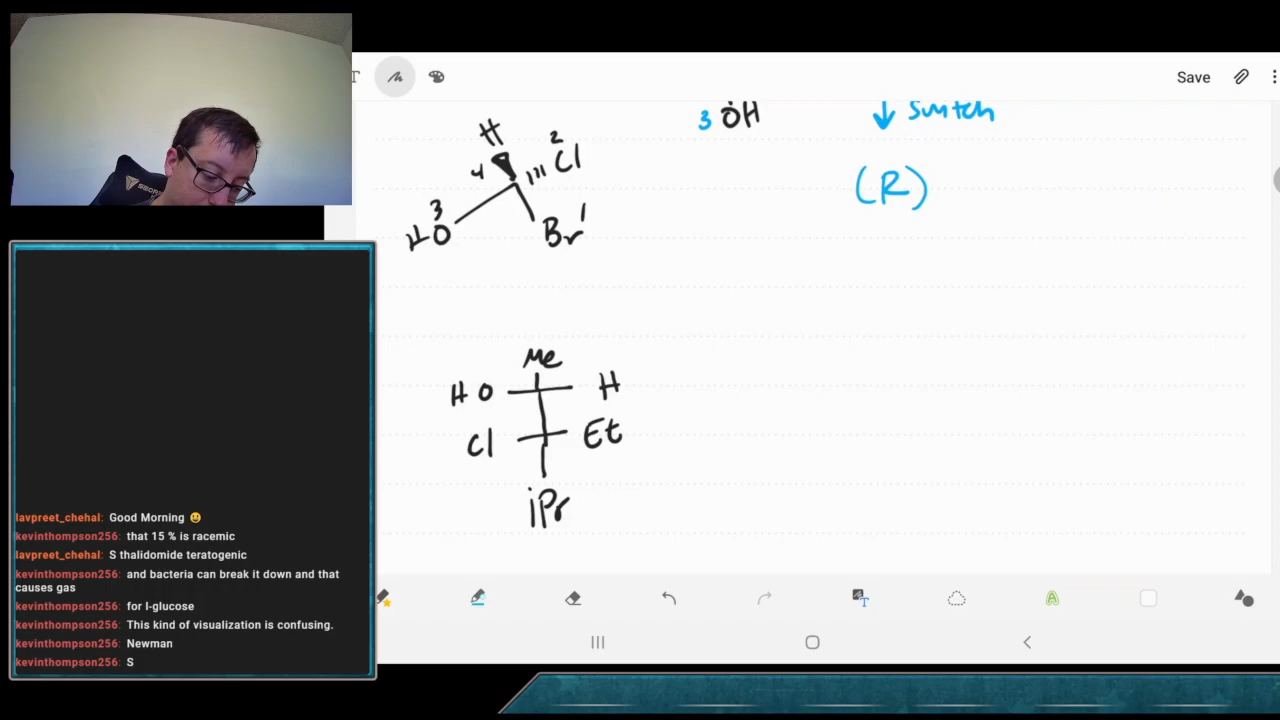 T
Save
H
2
4
Cl
3
HO
Br
1
3 OH
↓ Switch
(R)
Me
HO
H
Cl
Et
iPr
lavpreet_chehal: Good Morning 😃
kevinthompson256: that 15 % is racemic
lavpreet_chehal: S thalidomide teratogenic
kevinthompson256: and bacteria can break it down and that
causes gas
kevinthompson256: for l-glucose
kevinthompson256: This kind of visualization is confusing.
kevinthompson256: Newman
kevinthompson256: S
T
A